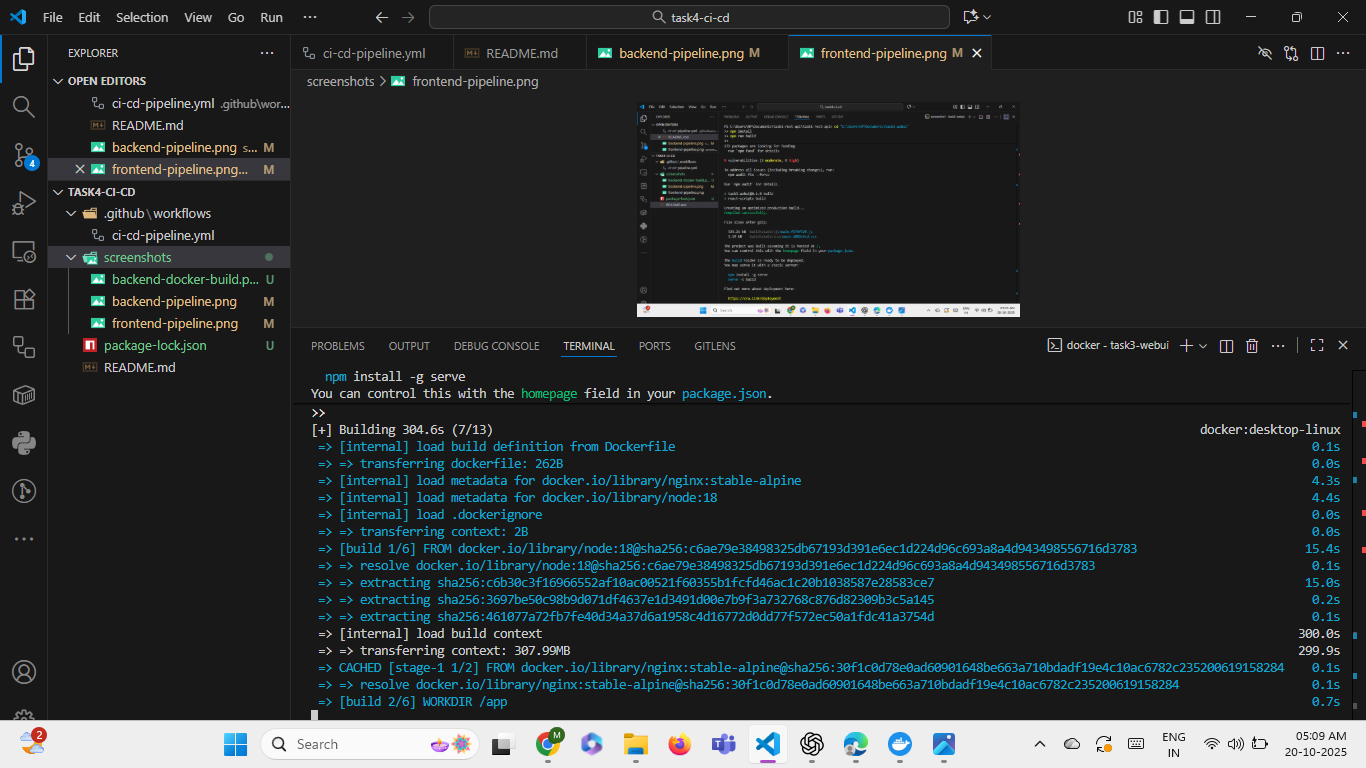 File Edit Selection View Go Run ··· task4-ci-cd
EXPLORER
OPEN EDITORS
ci-cd-pipeline.yml .github\wor...
README.md
backend-pipeline.png s... M
frontend-pipeline.png... M
TASK4-CI-CD
.github\workflows
ci-cd-pipeline.yml
screenshots
backend-docker-build.p... U
backend-pipeline.png M
frontend-pipeline.png M
package-lock.json U
README.md
4
ci-cd-pipeline.yml README.md backend-pipeline.png M frontend-pipeline.png M
screenshots > frontend-pipeline.png
PROBLEMS OUTPUT DEBUG CONSOLE TERMINAL PORTS GITLENS docker - task3-webui
npm install -g serve
You can control this with the homepage field in your package.json.
>>
[+] Building 304.6s (7/13) docker:desktop-linux
=> [internal] load build definition from Dockerfile 0.1s
=> => transferring dockerfile: 262B 0.0s
=> [internal] load metadata for docker.io/library/nginx:stable-alpine 4.3s
=> [internal] load metadata for docker.io/library/node:18 4.4s
=> [internal] load .dockerignore 0.0s
=> => transferring context: 2B 0.0s
=> [build 1/6] FROM docker.io/library/node:18@sha256:c6ae79e38498325db67193d391e6ec1d224d96c693a8a4d943498556716d3783 15.4s
=> => resolve docker.io/library/node:18@sha256:c6ae79e38498325db67193d391e6ec1d224d96c693a8a4d943498556716d3783 0.1s
=> => extracting sha256:c6b30c3f16966552af10ac00521f60355b1fcfd46ac1c20b1038587e28583ce7 15.0s
=> => extracting sha256:3697be50c98b9d071df4637e1d3491d00e7b9f3a732768c876d82309b3c5a145 0.2s
=> => extracting sha256:461077a72fb7fe40d34a37d6a1958c4d16772d0dd77f572ec50a1fdc41a3754d 0.1s
=> [internal] load build context 300.0s
=> => transferring context: 307.99MB 299.9s
=> CACHED [stage-1 1/2] FROM docker.io/library/nginx:stable-alpine@sha256:30f1c0d78e0ad60901648be663a710bdadf19e4c10ac6782c235200619158284 0.1s
=> => resolve docker.io/library/nginx:stable-alpine@sha256:30f1c0d78e0ad60901648be663a710bdadf19e4c10ac6782c235200619158284 0.1s
=> [build 2/6] WORKDIR /app 0.7s
2
Search
M
ENG
IN
05:09 AM
20-10-2025